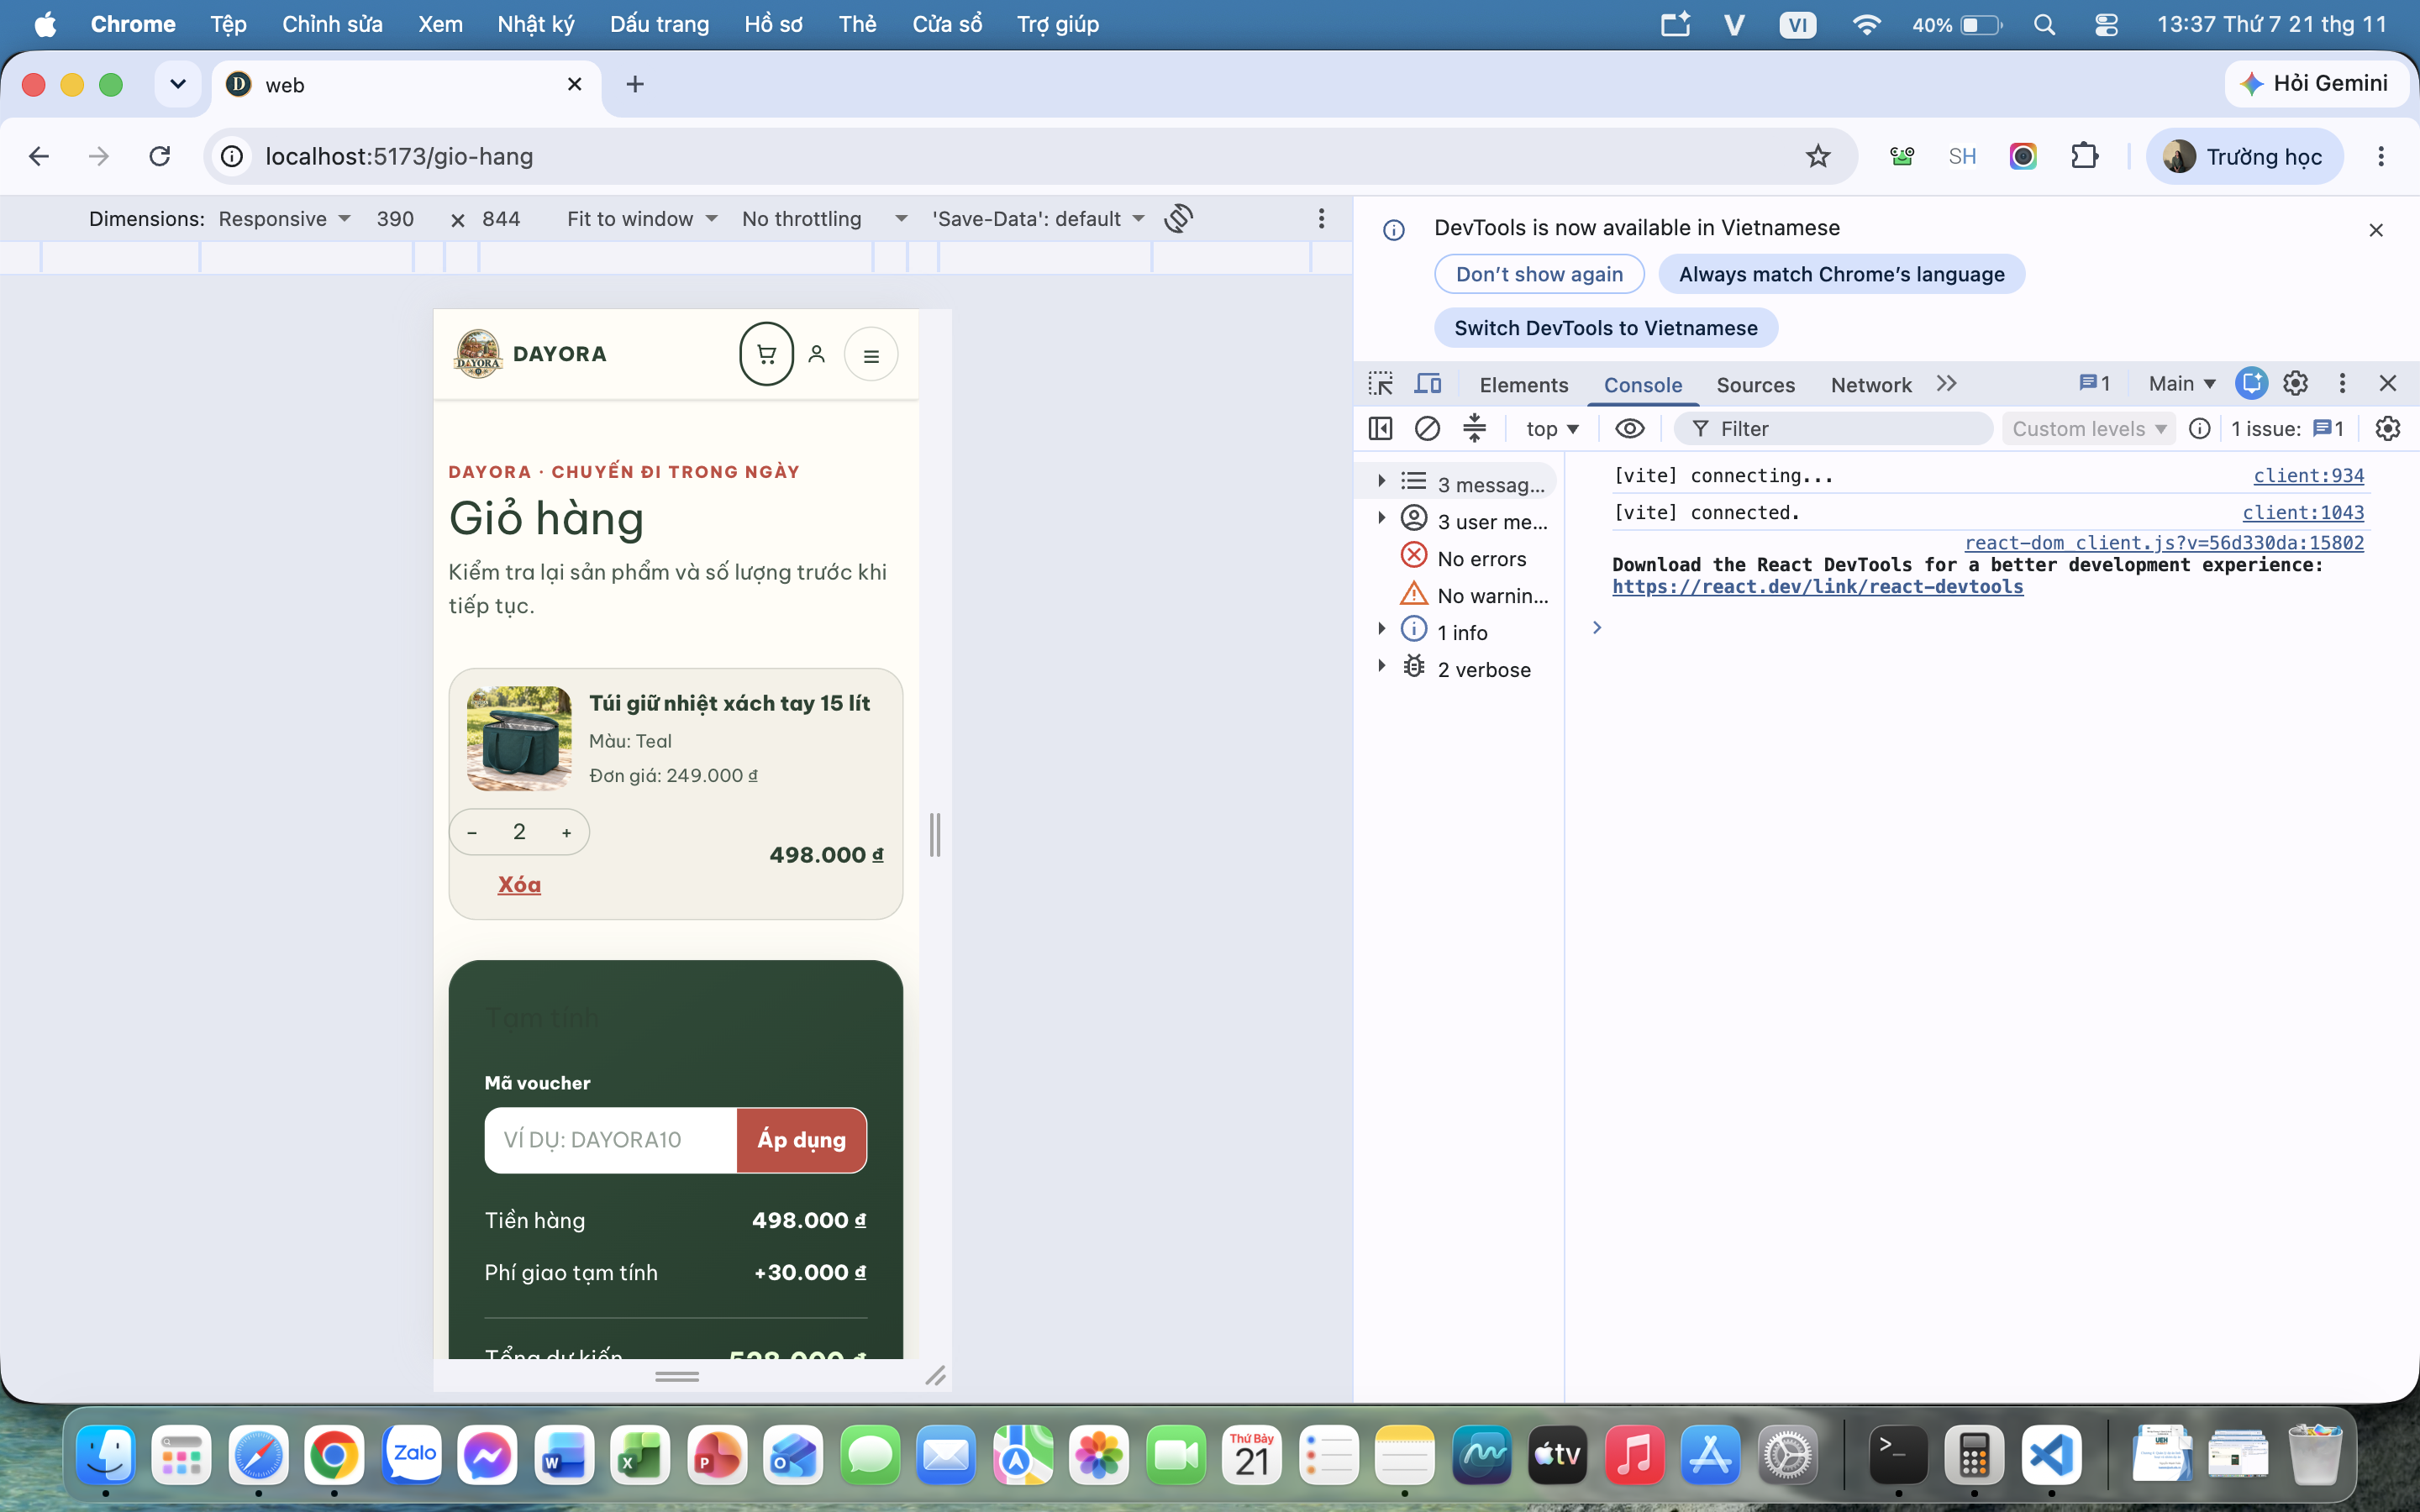 Chrome Tệp Chỉnh sửa Xem Nhật ký Dấu trang Hồ sơ Thẻ Cửa sổ Trợ giúp V VI 40% 13:37 Thứ 7 21 thg 11
D web Hỏi Gemini
localhost:5173/gio-hang SH Trường học
Dimensions: Responsive 390 × 844 Fit to window No throttling 'Save-Data': default
DevTools is now available in Vietnamese
Don't show again Always match Chrome's language
Switch DevTools to Vietnamese
Elements Console Sources Network 1 Main
top Filter Custom levels 1 issue: 1
3 messag...
3 user me...
No errors
No warnin...
1 info
2 verbose
[vite] connecting... client:934
[vite] connected. client:1043
react-dom_client.js?v=56d330da:15802
Download the React DevTools for a better development experience:
https://react.dev/link/react-devtools
DAYORA DAYORA
DAYORA · CHUYẾN ĐI TRONG NGÀY
Giỏ hàng
Kiểm tra lại sản phẩm và số lượng trước khi
tiếp tục.
Túi giữ nhiệt xách tay 15 lít
Màu: Teal
Đơn giá: 249.000 ₫
− 2 +
498.000 ₫
Xóa
Tạm tính
Mã voucher
VÍ DỤ: DAYORA10 Áp dụng
Tiền hàng 498.000 ₫
Phí giao tạm tính +30.000 ₫
Tổng dự kiến 528.000 ₫
Zalo W X P O Thứ Bảy 21 tv